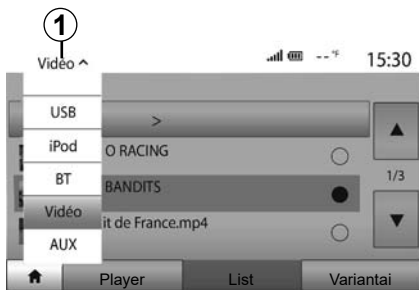 1
Vidéo ^ --°F 15:30
USB
>
iPod
O RACING
BT
BANDITS
1/3
Vidéo
it de France.mp4
AUX
Player List Variantai